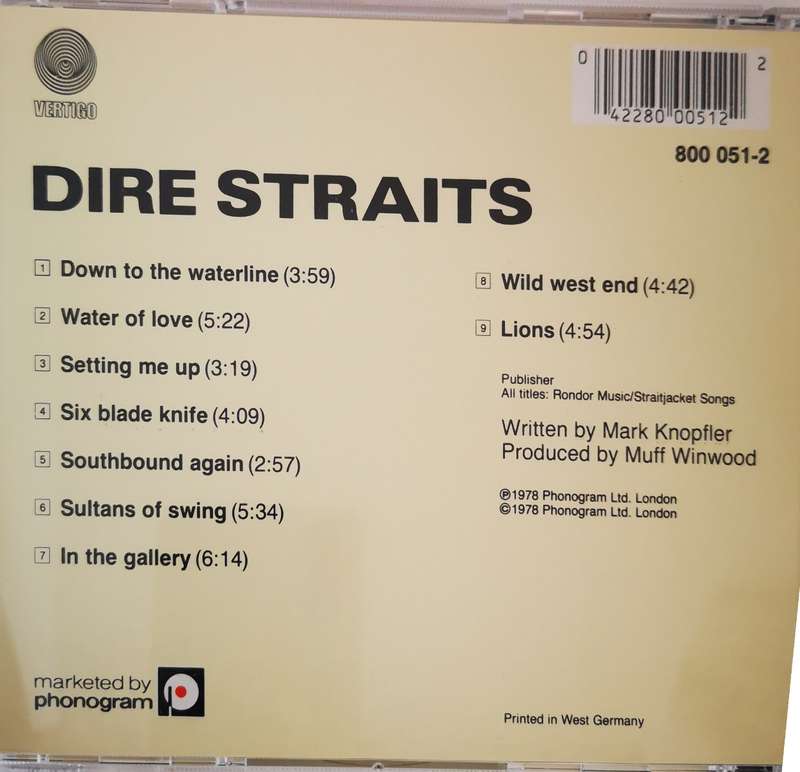 VERTIGO
0 42280 00512 2
800 051-2
DIRE STRAITS
1 Down to the waterline (3:59)
2 Water of love (5:22)
3 Setting me up (3:19)
4 Six blade knife (4:09)
5 Southbound again (2:57)
6 Sultans of swing (5:34)
7 In the gallery (6:14)
8 Wild west end (4:42)
9 Lions (4:54)
Publisher
All titles: Rondor Music/Straitjacket Songs
Written by Mark Knopfler
Produced by Muff Winwood
℗1978 Phonogram Ltd. London
©1978 Phonogram Ltd. London
marketed by
phonogram
Printed in West Germany